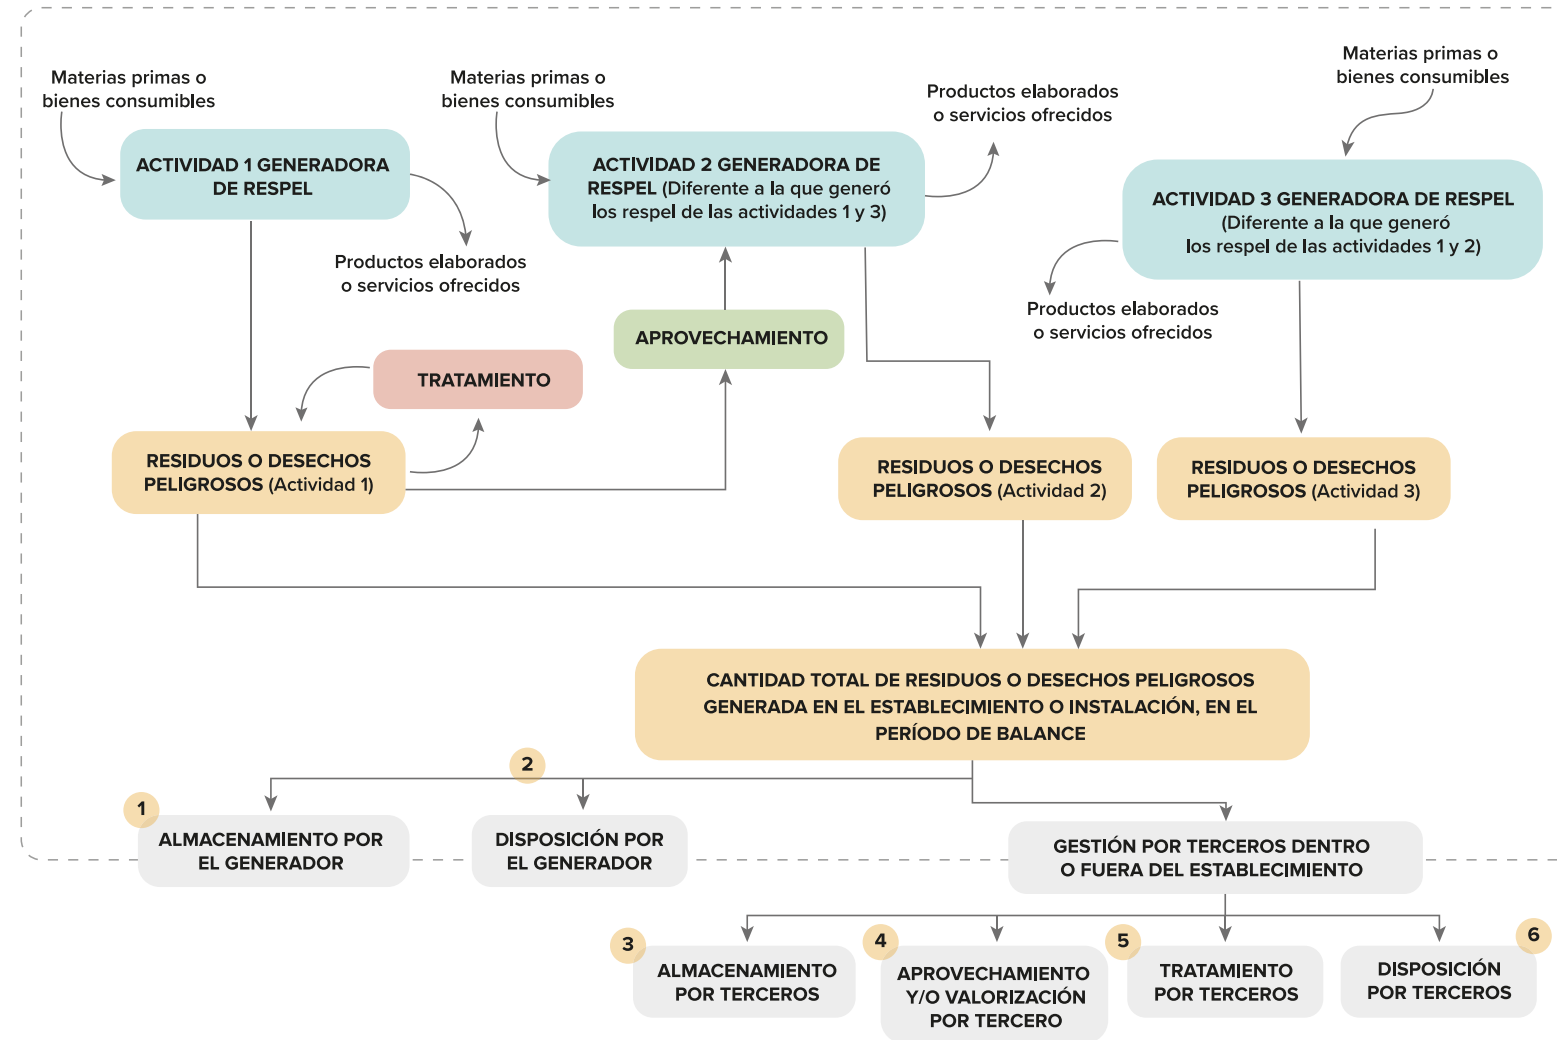 Materias primas o
bienes consumibles
Materias primas o
bienes consumibles
Productos elaborados
o servicios ofrecidos
Materias primas o
bienes consumibles
ACTIVIDAD 1 GENERADORA
DE RESPEL
ACTIVIDAD 2 GENERADORA DE
RESPEL (Diferente a la que generó
los respel de las actividades 1 y 3)
ACTIVIDAD 3 GENERADORA DE RESPEL
(Diferente a la que generó
los respel de las actividades 1 y 2)
Productos elaborados
o servicios ofrecidos
Productos elaborados
o servicios ofrecidos
APROVECHAMIENTO
TRATAMIENTO
RESIDUOS O DESECHOS
PELIGROSOS (Actividad 1)
RESIDUOS O DESECHOS
PELIGROSOS (Actividad 2)
RESIDUOS O DESECHOS
PELIGROSOS (Actividad 3)
CANTIDAD TOTAL DE RESIDUOS O DESECHOS PELIGROSOS
GENERADA EN EL ESTABLECIMIENTO O INSTALACIÓN, EN EL
PERÍODO DE BALANCE
1
ALMACENAMIENTO POR
EL GENERADOR
2
DISPOSICIÓN POR
EL GENERADOR
GESTIÓN POR TERCEROS DENTRO
O FUERA DEL ESTABLECIMIENTO
3
ALMACENAMIENTO
POR TERCEROS
4
APROVECHAMIENTO
Y/O VALORIZACIÓN
POR TERCERO
5
TRATAMIENTO
POR TERCEROS
6
DISPOSICIÓN
POR TERCEROS